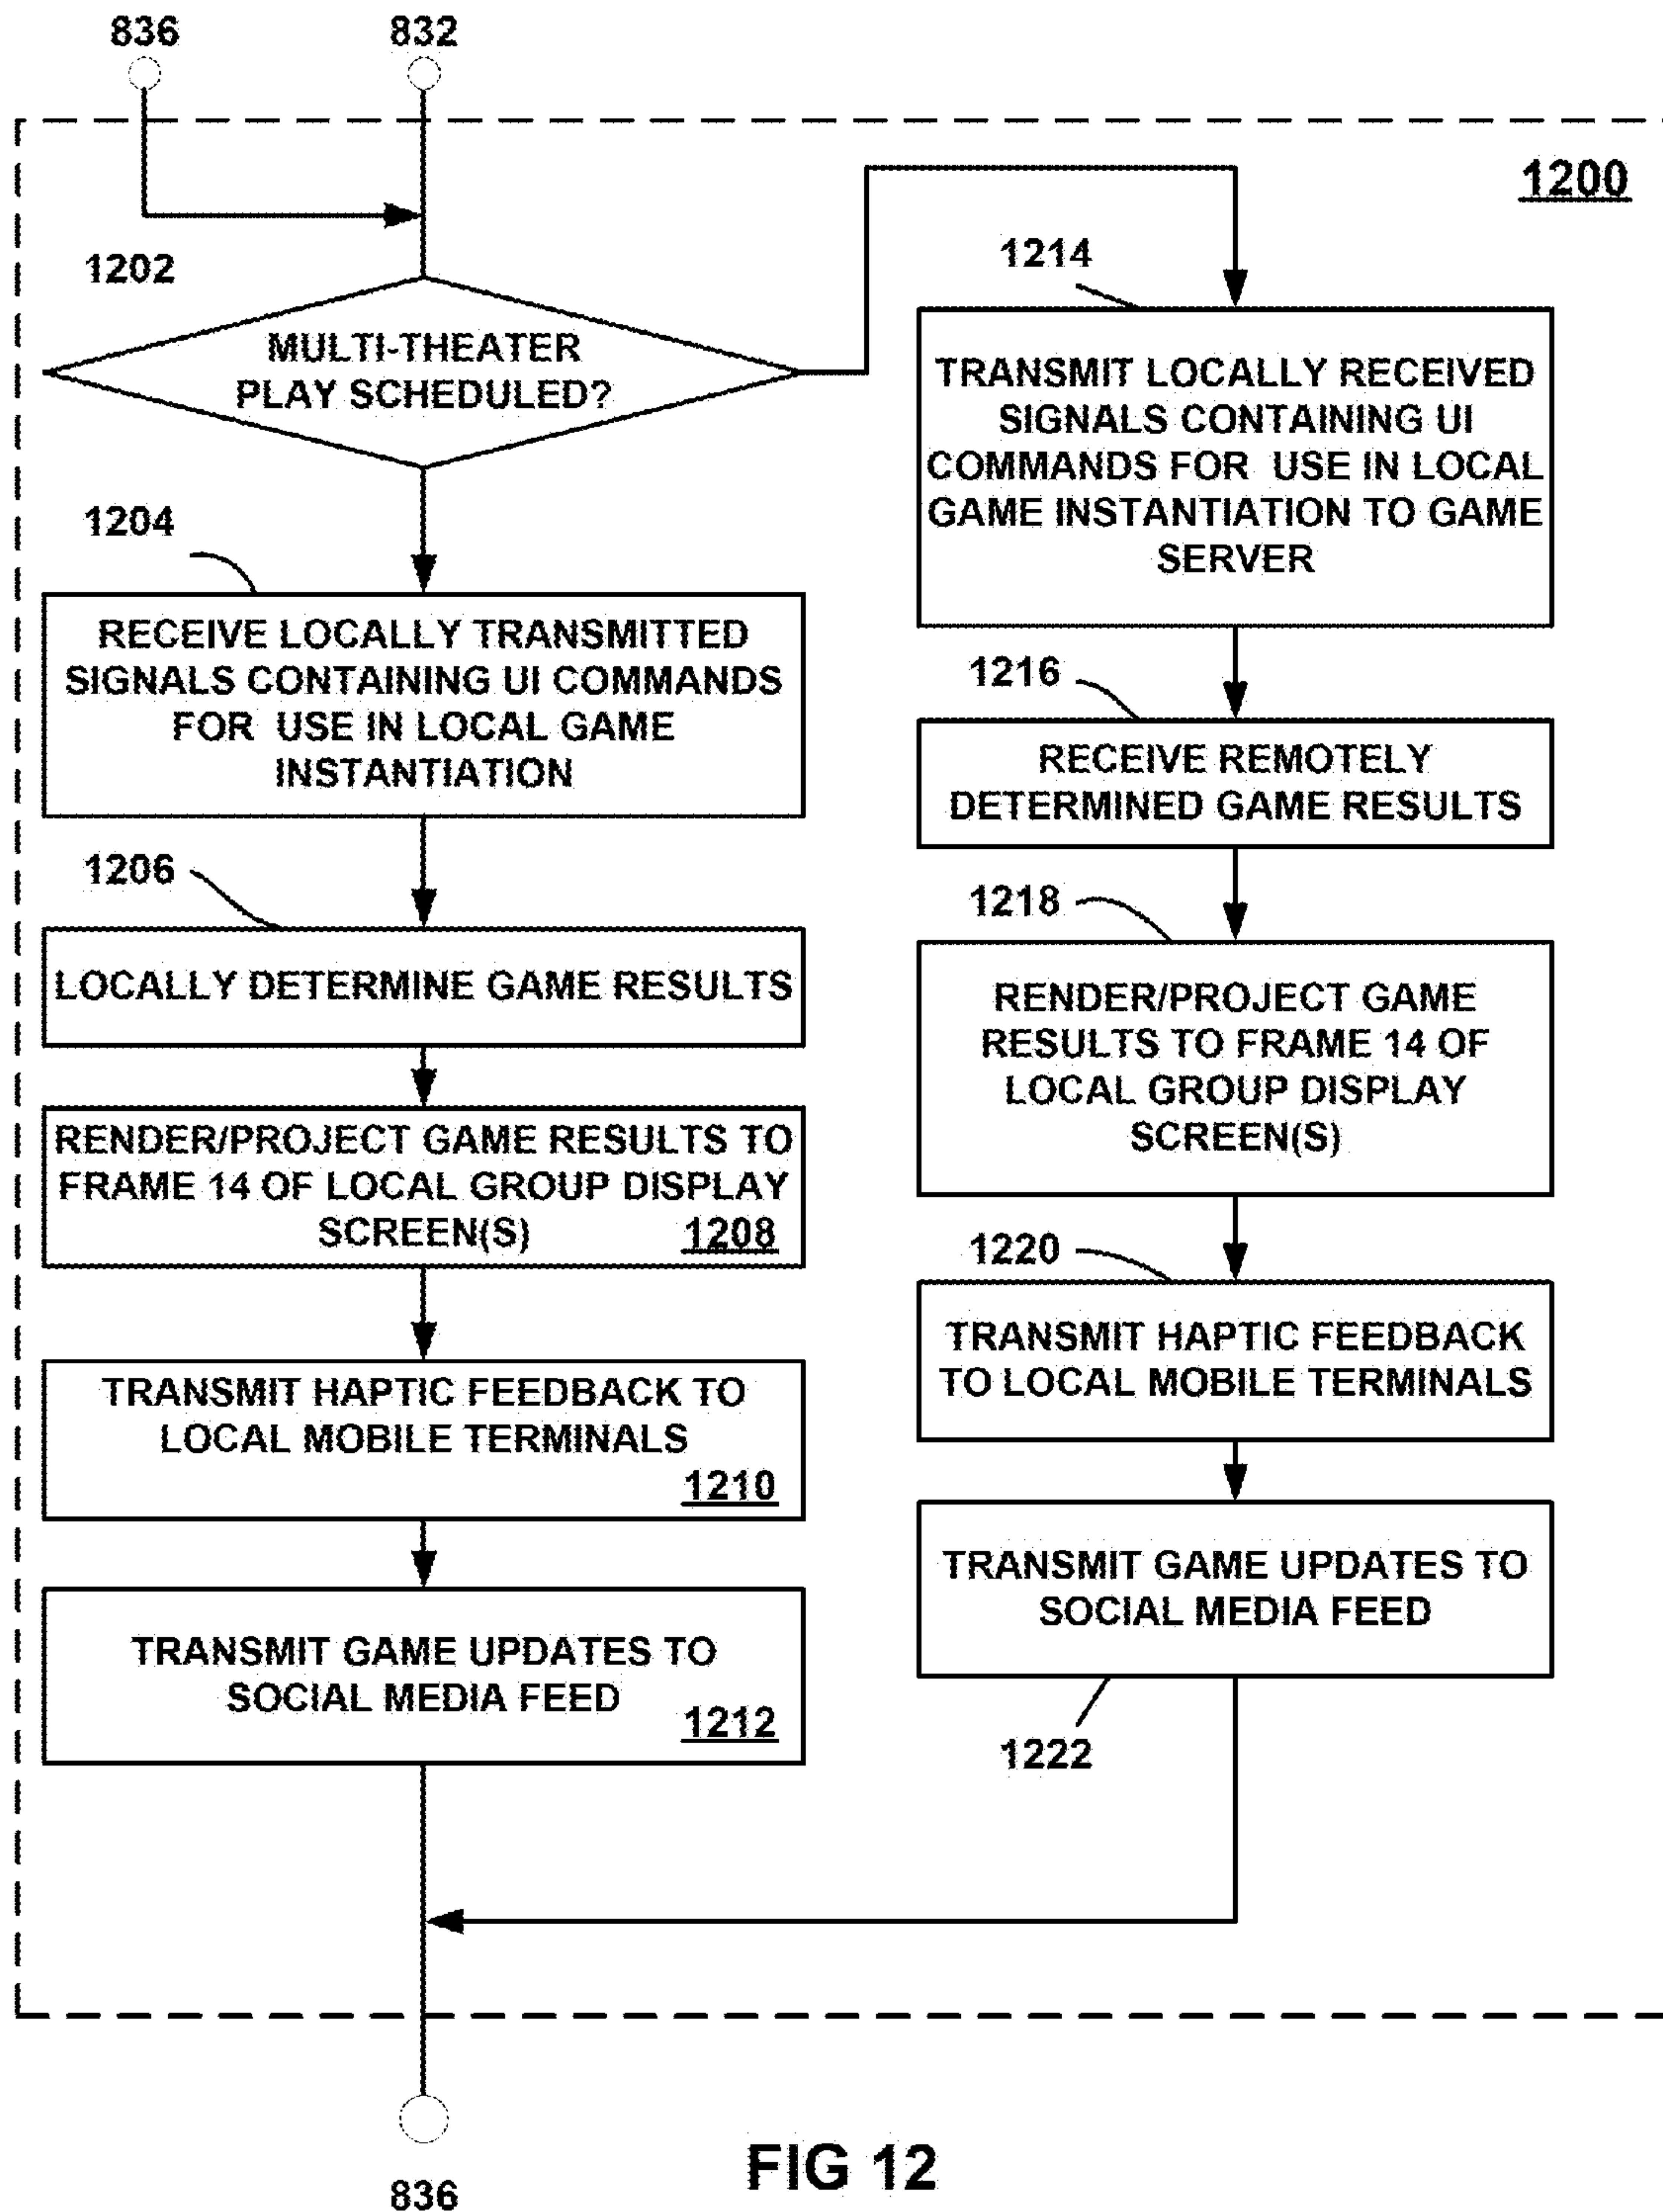 836
832
1200
1202
MULTI-THEATER
PLAY SCHEDULED?
1204
RECEIVE LOCALLY TRANSMITTED
SIGNALS CONTAINING UI COMMANDS
FOR USE IN LOCAL GAME
INSTANTIATION
1206
LOCALLY DETERMINE GAME RESULTS
RENDER/PROJECT GAME RESULTS TO
FRAME 14 OF LOCAL GROUP DISPLAY
SCREEN(S)
1208
TRANSMIT HAPTIC FEEDBACK TO
LOCAL MOBILE TERMINALS
1210
TRANSMIT GAME UPDATES TO
SOCIAL MEDIA FEED
1212
1214
TRANSMIT LOCALLY RECEIVED
SIGNALS CONTAINING UI
COMMANDS FOR USE IN LOCAL
GAME INSTANTIATION TO GAME
SERVER
1216
RECEIVE REMOTELY
DETERMINED GAME RESULTS
1218
RENDER/PROJECT GAME
RESULTS TO FRAME 14 OF
LOCAL GROUP DISPLAY
SCREEN(S)
1220
TRANSMIT HAPTIC FEEDBACK
TO LOCAL MOBILE TERMINALS
TRANSMIT GAME UPDATES TO
SOCIAL MEDIA FEED
1222
836
FIG 12